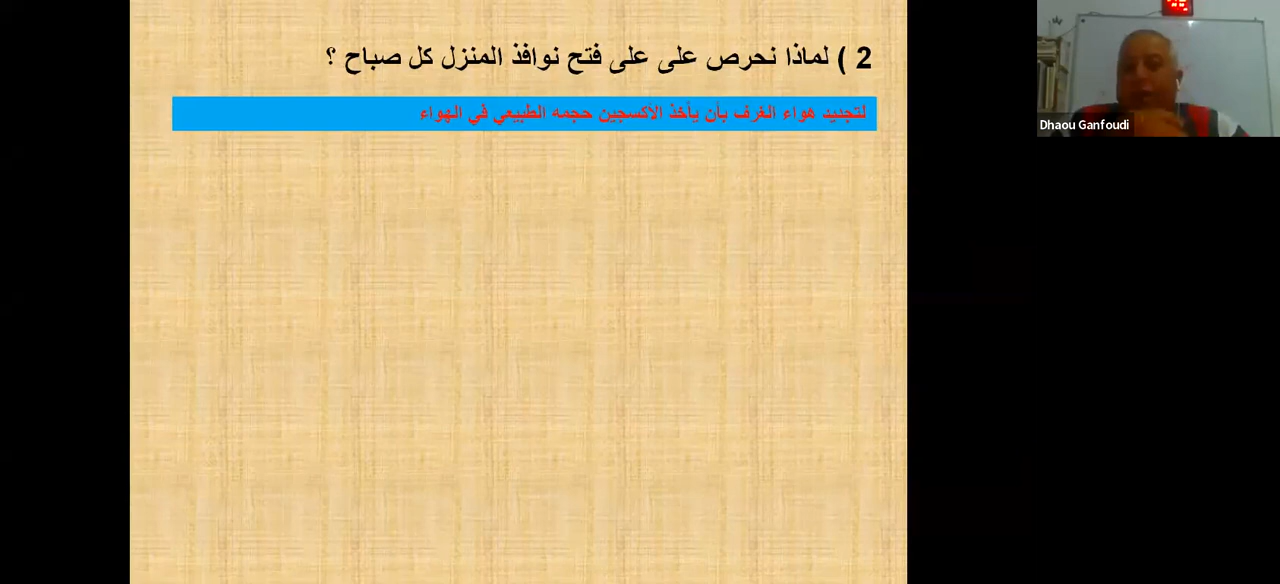 2 ) لماذا نحرص على على فتح نوافذ المنزل كل صباح ؟
لتجديد هواء الغرف بأن يأخذ الأكسجين حجمه الطبيعي في الهواء
Dhaou Ganfoudi